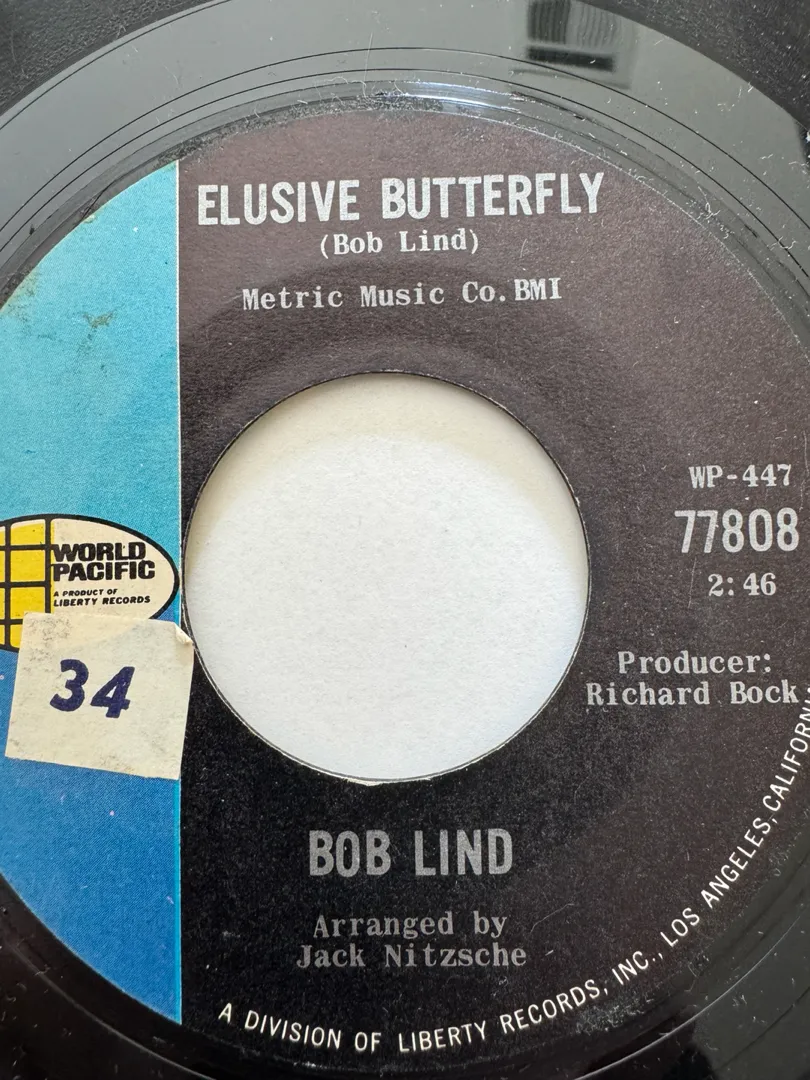 ELUSIVE BUTTERFLY
(Bob Lind)
Metric Music Co. BMI
WP-447
77808
2:46
WORLD
PACIFIC
A PRODUCT OF
LIBERTY RECORDS
34
Producer:
Richard Bock
BOB LIND
Arranged by
Jack Nitzsche
A DIVISION OF LIBERTY RECORDS, INC., LOS ANGELES, CALIFORNIA